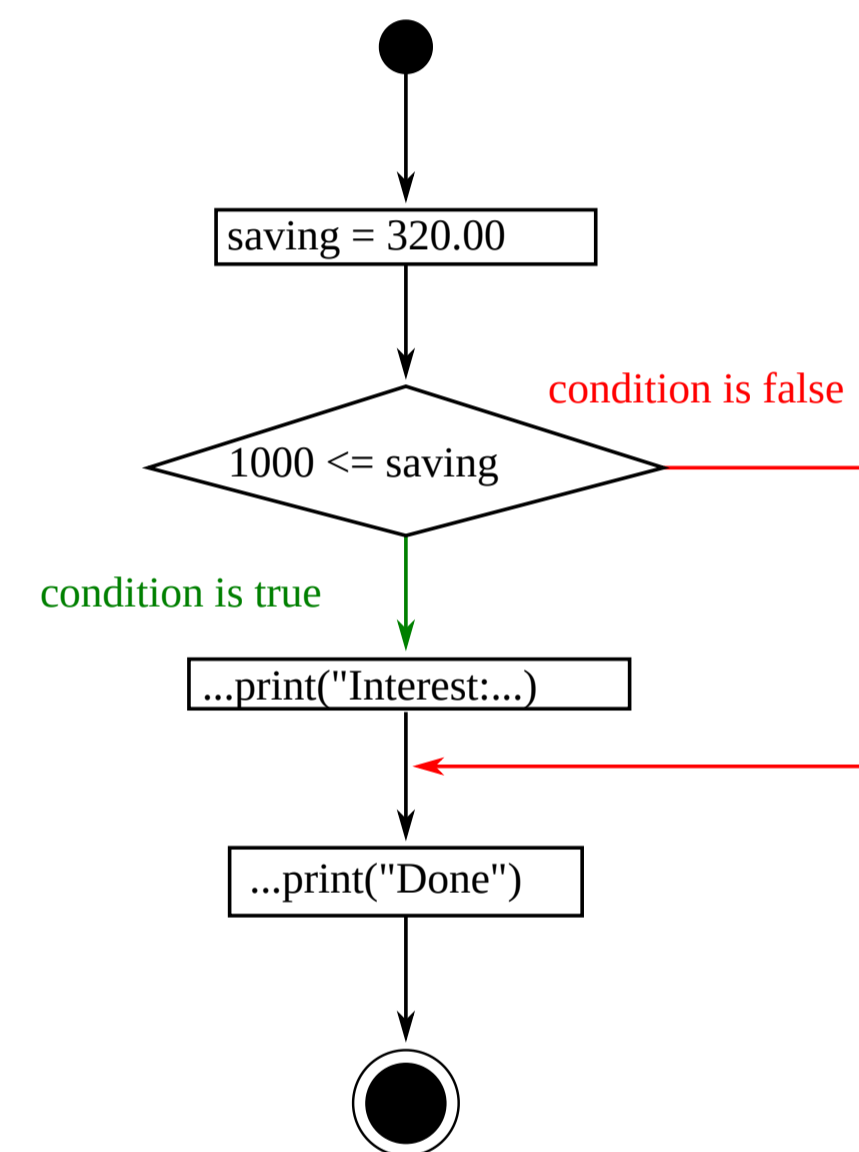 saving = 320.00
condition is false
1000 <= saving
condition is true
...print("Interest:...)
...print("Done")